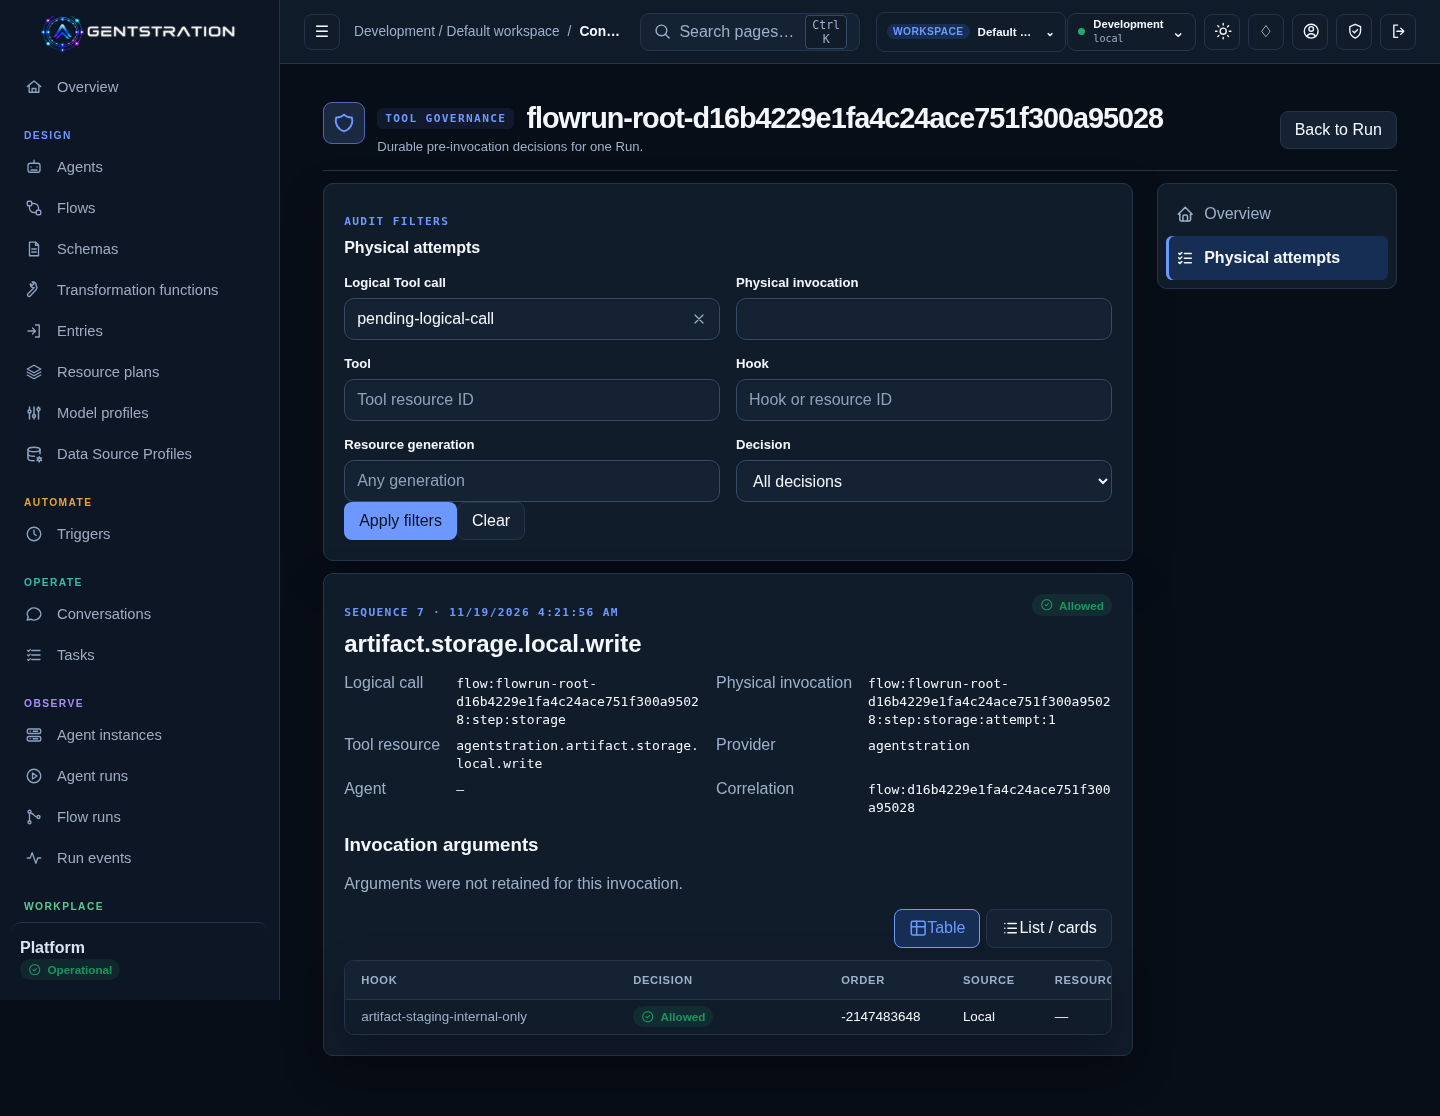 GENTSTRATION
Overview
DESIGN
Agents
Flows
Schemas
Transformation functions
Entries
Resource plans
Model profiles
Data Source Profiles
AUTOMATE
Triggers
OPERATE
Conversations
Tasks
OBSERVE
Agent instances
Agent runs
Flow runs
Run events
WORKPLACE
Platform
Operational
Development / Default workspace / Con…
Search pages…
Ctrl K
WORKSPACE Default …
Development
local
TOOL GOVERNANCE flowrun-root-d16b4229e1fa4c24ace751f300a95028
Durable pre-invocation decisions for one Run.
Back to Run
AUDIT FILTERS
Physical attempts
Logical Tool call
pending-logical-call
Physical invocation
Tool
Tool resource ID
Hook
Hook or resource ID
Resource generation
Any generation
Decision
All decisions
Apply filters
Clear
SEQUENCE 7 · 11/19/2026 4:21:56 AM
Allowed
artifact.storage.local.write
Logical call
flow:flowrun-root-
d16b4229e1fa4c24ace751f300a9502
8:step:storage
Physical invocation
flow:flowrun-root-
d16b4229e1fa4c24ace751f300a9502
8:step:storage:attempt:1
Tool resource
agentstration.artifact.storage.
local.write
Provider
agentstration
Agent
—
Correlation
flow:d16b4229e1fa4c24ace751f300
a95028
Invocation arguments
Arguments were not retained for this invocation.
Table
List / cards
HOOK DECISION ORDER SOURCE RESOURC
artifact-staging-internal-only Allowed -2147483648 Local —
Overview
Physical attempts